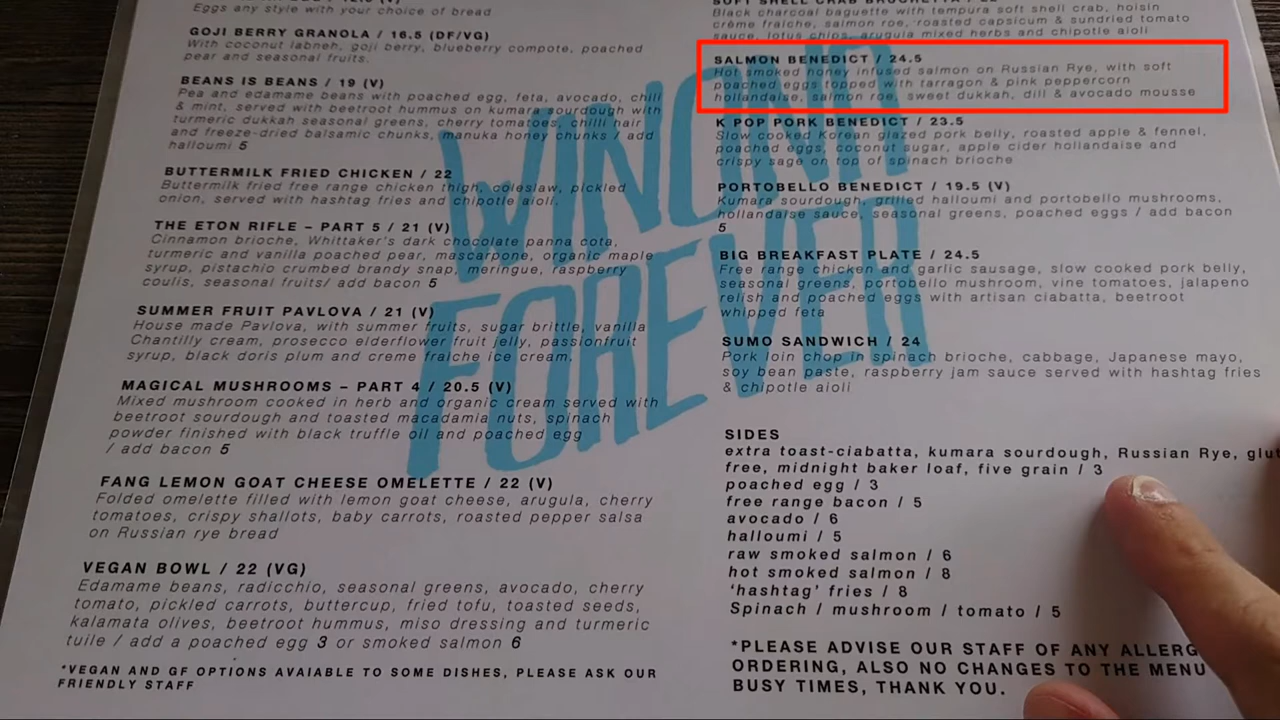 Eggs any style with your choice of bread
GOJI BERRY GRANOLA / 16.5 (DF/VG)
With coconut labneh, goji berry, blueberry compote, poached
pear and seasonal fruits.
BEANS IS BEANS / 19 (V)
Pea and edamame beans with poached egg, feta, avocado, chili
& mint, served with beetroot hummus on kumara sourdough with
turmeric dukkah seasonal greens, cherry tomatoes, chilli hair
and freeze-dried balsamic chunks, manuka honey chunks / add
halloumi 5
BUTTERMILK FRIED CHICKEN / 22
Buttermilk fried free range chicken thigh, coleslaw, pickled
onion, served with hashtag fries and chipotle aioli.
THE ETON RIFLE – PART 5 / 21 (V)
Cinnamon brioche, Whittaker's dark chocolate panna cota,
turmeric and vanilla poached pear, mascarpone, organic maple
syrup, pistachio crumbed brandy snap, meringue, raspberry
coulis, seasonal fruits/ add bacon 5
SUMMER FRUIT PAVLOVA / 21 (V)
House made Pavlova, with summer fruits, sugar brittle, vanilla
Chantilly cream, prosecco elderflower fruit jelly, passionfruit
syrup, black doris plum and creme fraiche ice cream.
MAGICAL MUSHROOMS – PART 4 / 20.5 (V)
Mixed mushroom cooked in herb and organic cream served with
beetroot sourdough and toasted macadamia nuts, spinach
powder finished with black truffle oil and poached egg
/ add bacon 5
FANG LEMON GOAT CHEESE OMELETTE / 22 (V)
Folded omelette filled with lemon goat cheese, arugula, cherry
tomatoes, crispy shallots, baby carrots, roasted pepper salsa
on Russian rye bread
VEGAN BOWL / 22 (VG)
Edamame beans, radicchio, seasonal greens, avocado, cherry
tomato, pickled carrots, buttercup, fried tofu, toasted seeds,
kalamata olives, beetroot hummus, miso dressing and turmeric
tuile / add a poached egg 3 or smoked salmon 6
*VEGAN AND GF OPTIONS AVAIABLE TO SOME DISHES, PLEASE ASK OUR
FRIENDLY STAFF
WINONA
FOREVER
SOFT SHELL CRAB BRUCHETTA / 22
Black charcoal baguette with tempura soft shell crab, hoisin
crème fraiche, salmon roe, roasted capsicum & sundried tomato
sauce, lotus chips, arugula mixed herbs and chipotle aioli
SALMON BENEDICT / 24.5
Hot smoked honey infused salmon on Russian Rye, with soft
poached eggs topped with tarragon & pink peppercorn
hollandaise, salmon roe, sweet dukkah, dill & avocado mousse
K POP PORK BENEDICT / 23.5
Slow cooked Korean glazed pork belly, roasted apple & fennel,
poached eggs, coconut sugar, apple cider hollandaise and
crispy sage on top of spinach brioche
PORTOBELLO BENEDICT / 19.5 (V)
Kumara sourdough, fried halloumi and portobello mushrooms,
hollandaise sauce, seasonal greens, poached eggs / add bacon
5
BIG BREAKFAST PLATE / 24.5
Free range chicken and garlic sausage, slow cooked pork belly,
seasonal greens, portobello mushroom, vine tomatoes, jalapeno
relish and poached eggs with artisan ciabatta, beetroot
whipped feta
SUMO SANDWICH / 24
Pork loin chop in spinach brioche, cabbage, Japanese mayo,
soy bean paste, raspberry jam sauce served with hashtag fries
& chipotle aioli
SIDES
extra toast-ciabatta, kumara sourdough, Russian Rye, glut
free, midnight baker loaf, five grain / 3
poached egg / 3
free range bacon / 5
avocado / 6
halloumi / 5
raw smoked salmon / 6
hot smoked salmon / 8
'hashtag' fries / 8
Spinach / mushroom / tomato / 5
*PLEASE ADVISE OUR STAFF OF ANY ALLERG
ORDERING, ALSO NO CHANGES TO THE MENU
BUSY TIMES, THANK YOU.